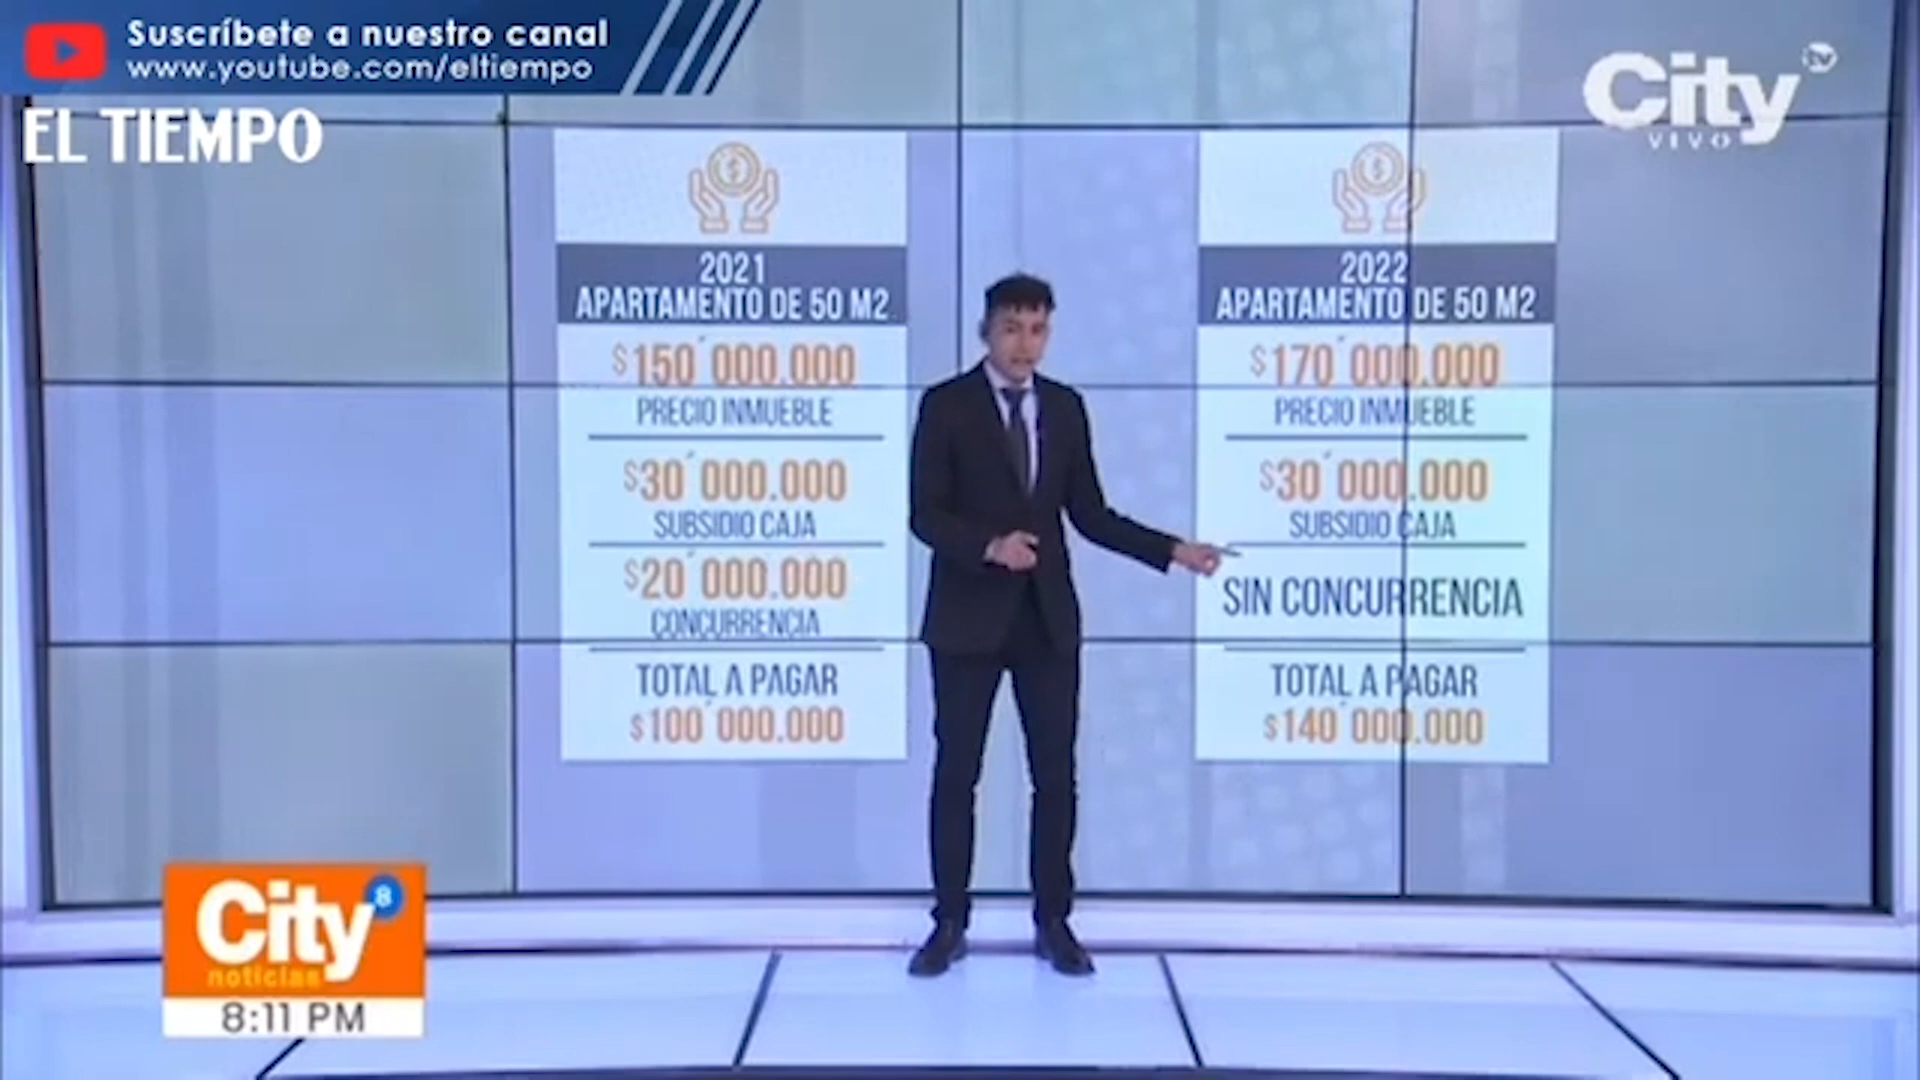 Suscríbete a nuestro canal
www.youtube.com/eltiempo
EL TIEMPO
City tv
VIVO
2021
APARTAMENTO DE 50 M2
$150´000.000
PRECIO INMUEBLE
$30´000.000
SUBSIDIO CAJA
$20´000.000
CONCURRENCIA
TOTAL A PAGAR
$100´000.000
2022
APARTAMENTO DE 50 M2
$170´000.000
PRECIO INMUEBLE
$30´000.000
SUBSIDIO CAJA
SIN CONCURRENCIA
TOTAL A PAGAR
$140´000.000
City 8
noticias
8:11 PM